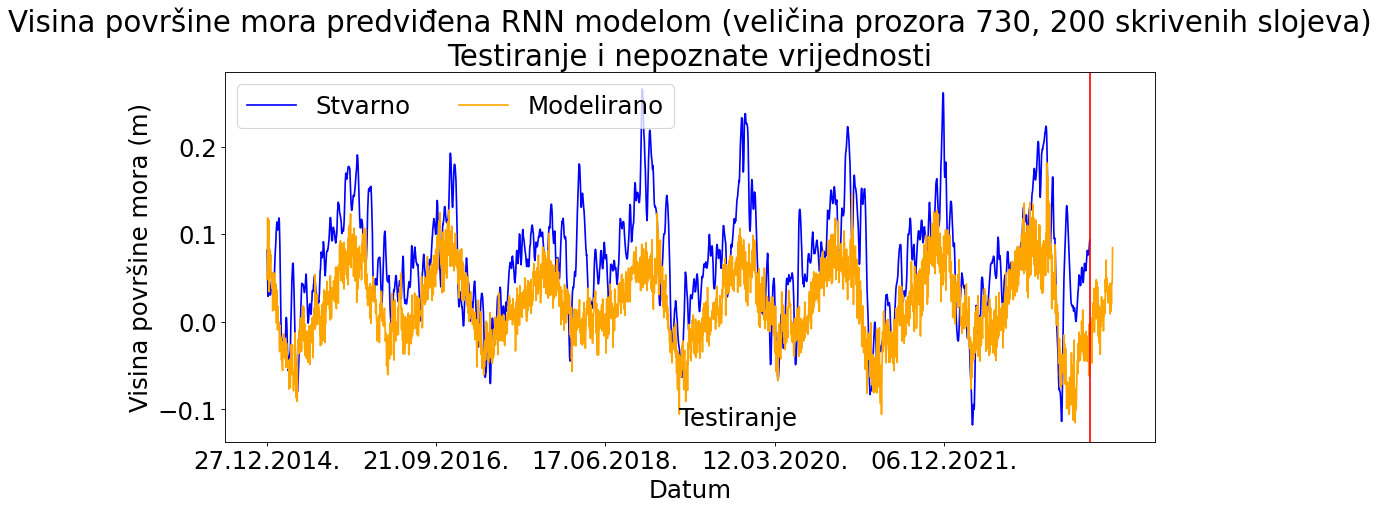 Visina površine mora predviđena RNN modelom (veličina prozora 730, 200 skrivenih slojeva)
Testiranje i nepoznate vrijednosti
Stvarno Modelirano
Visina površine mora (m)
0.2
0.1
0.0
−0.1
Testiranje
27.12.2014. 21.09.2016. 17.06.2018. 12.03.2020. 06.12.2021.
Datum